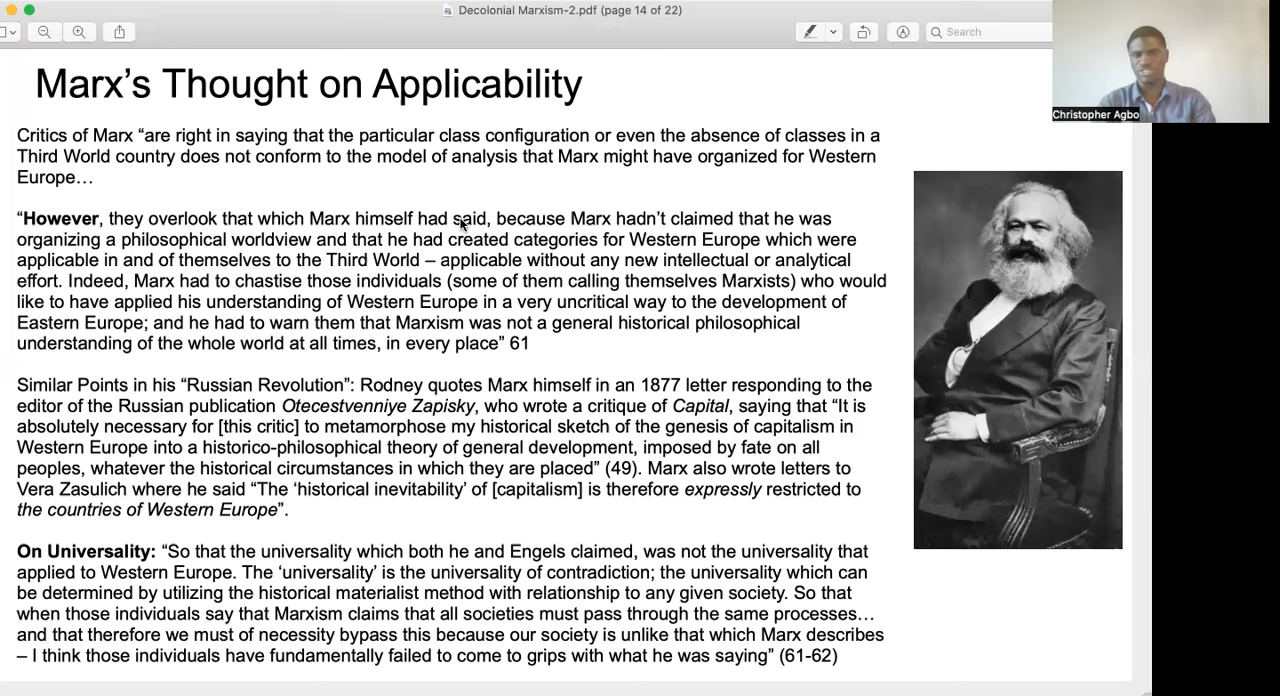 Decolonial Marxism-2.pdf (page 14 of 22)
Search
Christopher Agbo
Marx’s Thought on Applicability
Critics of Marx “are right in saying that the particular class configuration or even the absence of classes in a
Third World country does not conform to the model of analysis that Marx might have organized for Western
Europe…
“However, they overlook that which Marx himself had said, because Marx hadn’t claimed that he was
organizing a philosophical worldview and that he had created categories for Western Europe which were
applicable in and of themselves to the Third World – applicable without any new intellectual or analytical
effort. Indeed, Marx had to chastise those individuals (some of them calling themselves Marxists) who would
like to have applied his understanding of Western Europe in a very uncritical way to the development of
Eastern Europe; and he had to warn them that Marxism was not a general historical philosophical
understanding of the whole world at all times, in every place” 61
Similar Points in his “Russian Revolution”: Rodney quotes Marx himself in an 1877 letter responding to the
editor of the Russian publication Otecestvenniye Zapisky, who wrote a critique of Capital, saying that “It is
absolutely necessary for [this critic] to metamorphose my historical sketch of the genesis of capitalism in
Western Europe into a historico-philosophical theory of general development, imposed by fate on all
peoples, whatever the historical circumstances in which they are placed” (49). Marx also wrote letters to
Vera Zasulich where he said “The ‘historical inevitability’ of [capitalism] is therefore expressly restricted to
the countries of Western Europe”.
On Universality: “So that the universality which both he and Engels claimed, was not the universality that
applied to Western Europe. The ‘universality’ is the universality of contradiction; the universality which can
be determined by utilizing the historical materialist method with relationship to any given society. So that
when those individuals say that Marxism claims that all societies must pass through the same processes…
and that therefore we must of necessity bypass this because our society is unlike that which Marx describes
– I think those individuals have fundamentally failed to come to grips with what he was saying” (61-62)